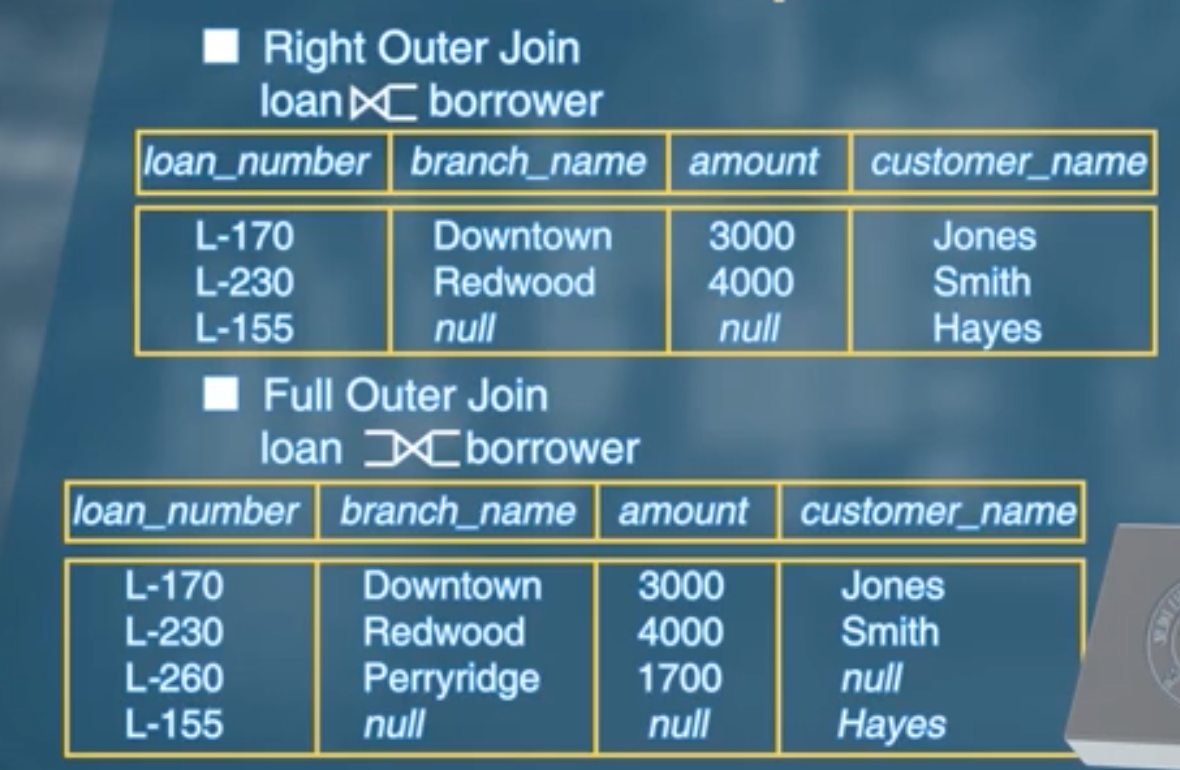 Right Outer Join
loan ⟖ borrower
loan_number branch_name amount customer_name
L-170 Downtown 3000 Jones
L-230 Redwood 4000 Smith
L-155 null null Hayes
Full Outer Join
loan ⟗ borrower
loan_number branch_name amount customer_name
L-170 Downtown 3000 Jones
L-230 Redwood 4000 Smith
L-260 Perryridge 1700 null
L-155 null null Hayes